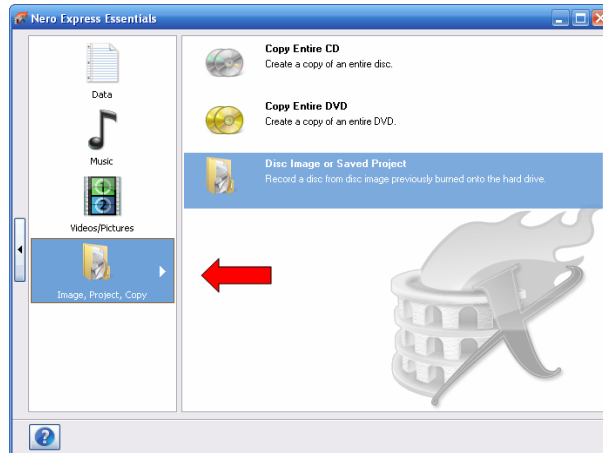 Nero Express Essentials
Data
Music
1
2
Videos/Pictures
Image, Project, Copy
Copy Entire CD
Create a copy of an entire disc.
Copy Entire DVD
Create a copy of an entire DVD.
Disc Image or Saved Project
Record a disc from disc image previously burned onto the hard drive.
?